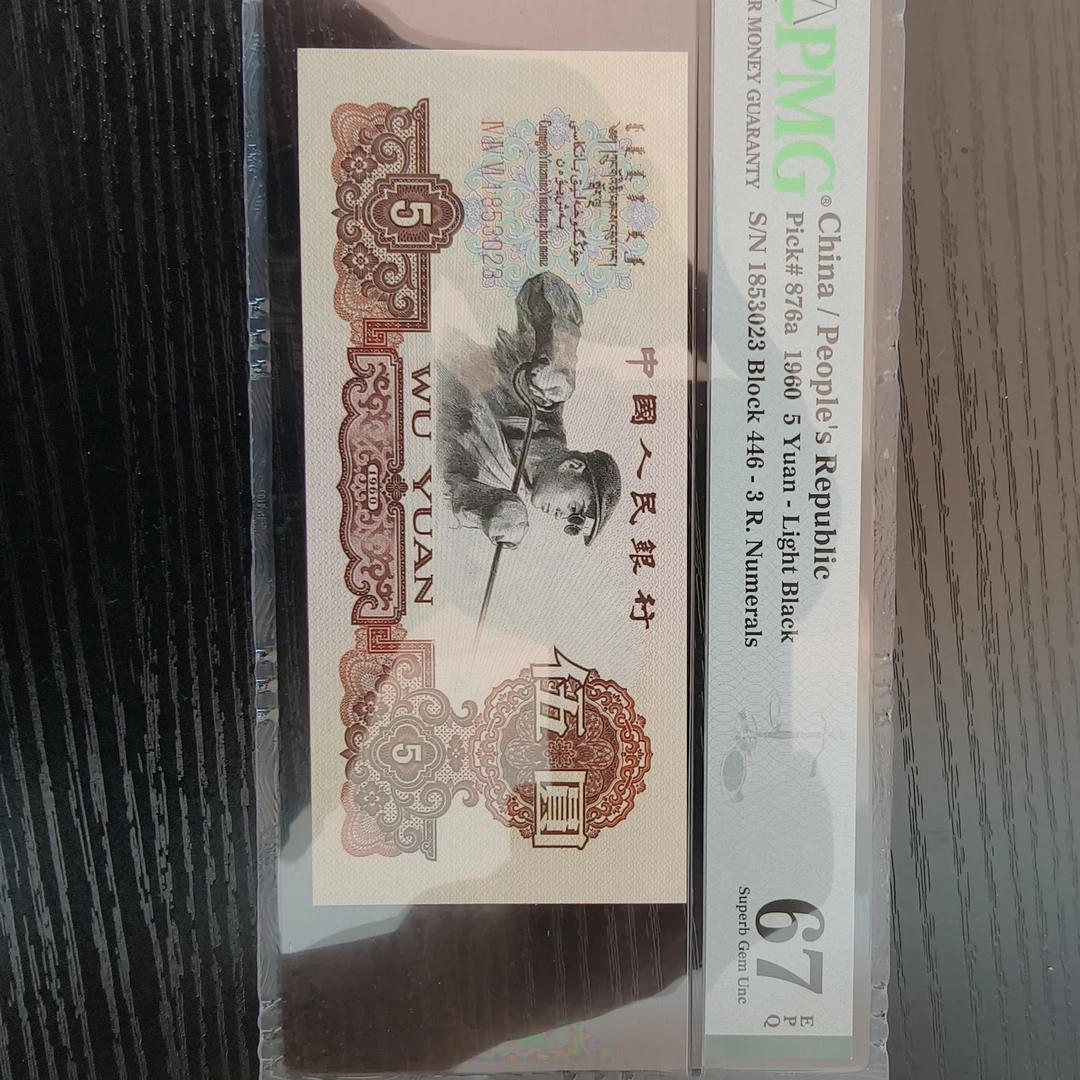 PMG
R MONEY GUARANTY
China / People's Republic
Pick# 876a 1960 5 Yuan - Light Black
S/N 1853023 Block 446 - 3 R. Numerals
67
EPQ
Superb Gem Unc
中國人民銀行
1853023
5
伍圓
WU YUAN
1960
5